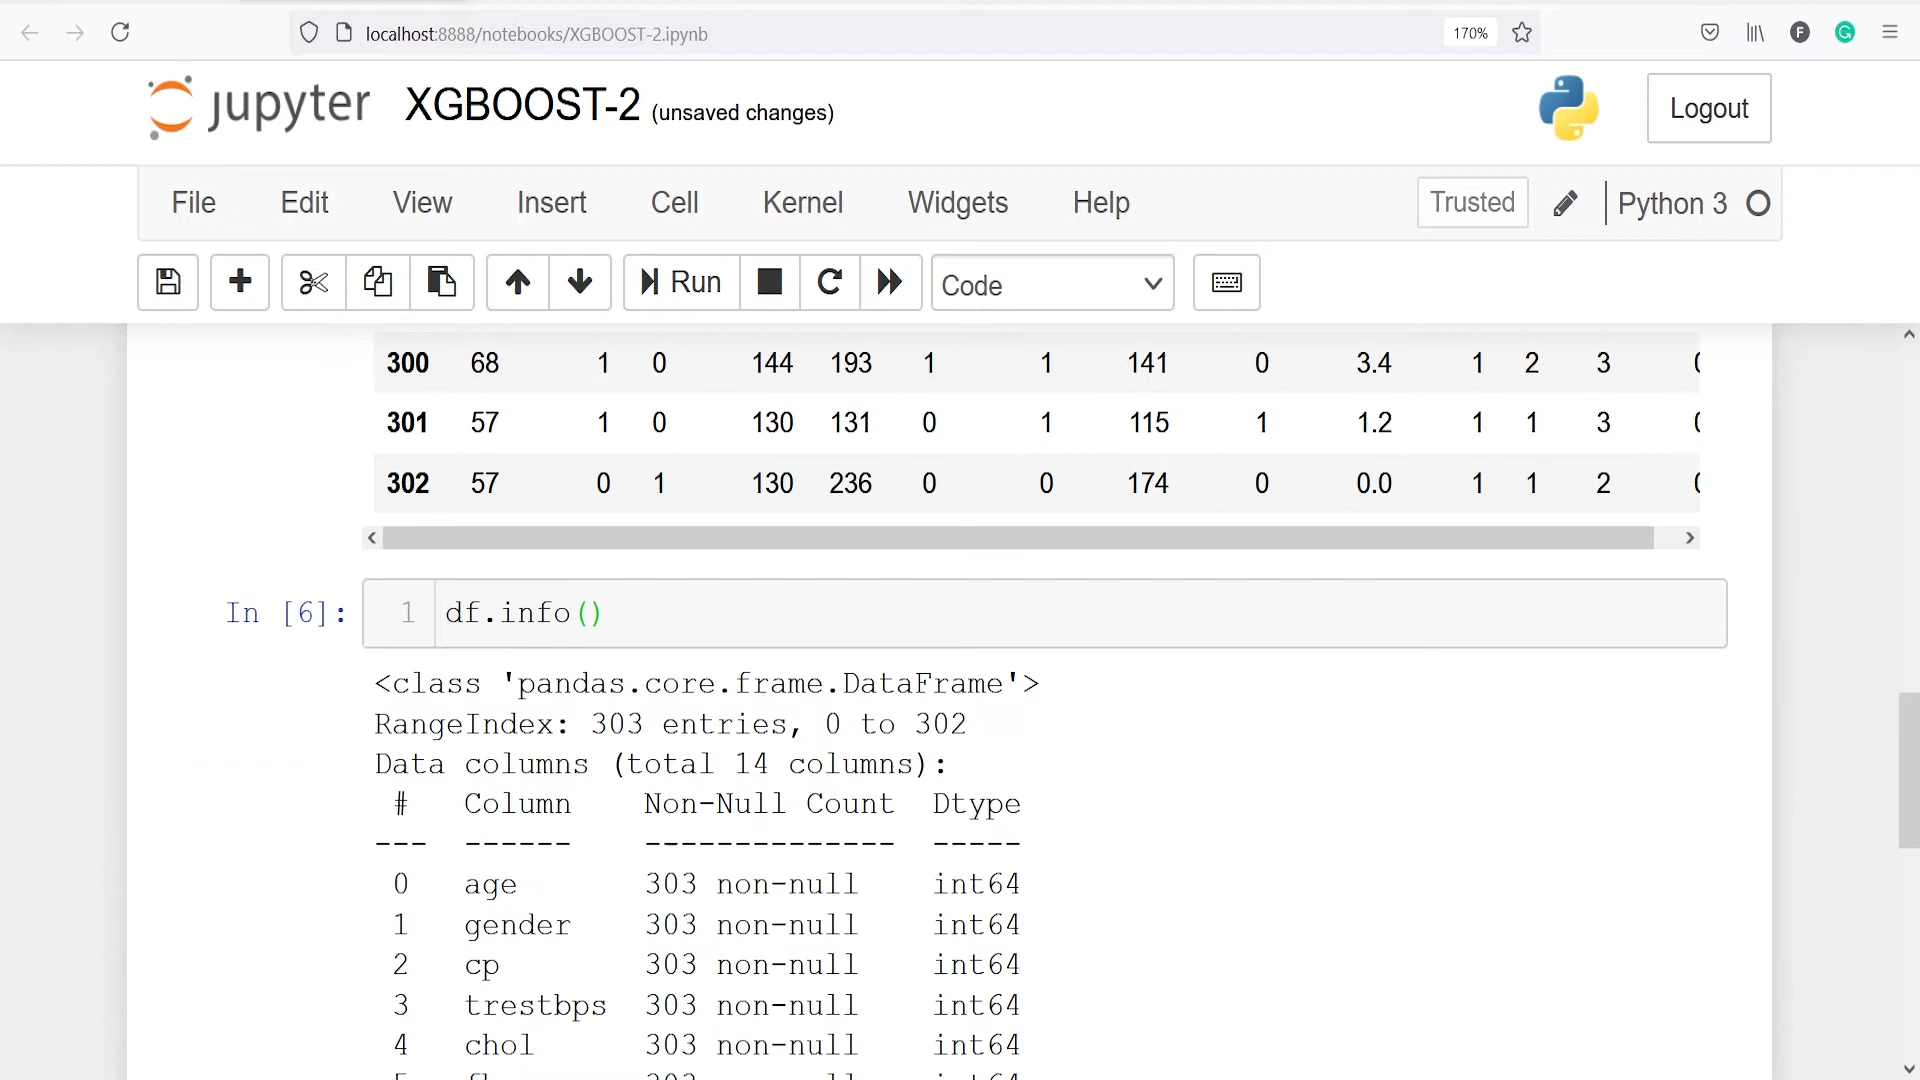 localhost:8888/notebooks/XGBOOST-2.ipynb 170% F G
jupyter XGBOOST-2 (unsaved changes) Logout
File Edit View Insert Cell Kernel Widgets Help Trusted Python 3
Run Code
300 68 1 0 144 193 1 1 141 0 3.4 1 2 3
301 57 1 0 130 131 0 1 115 1 1.2 1 1 3
302 57 0 1 130 236 0 0 174 0 0.0 1 1 2
In [6]: 1 df.info()
<class 'pandas.core.frame.DataFrame'>
RangeIndex: 303 entries, 0 to 302
Data columns (total 14 columns):
# Column Non-Null Count Dtype
--- ------ -------------- -----
0 age 303 non-null int64
1 gender 303 non-null int64
2 cp 303 non-null int64
3 trestbps 303 non-null int64
4 chol 303 non-null int64